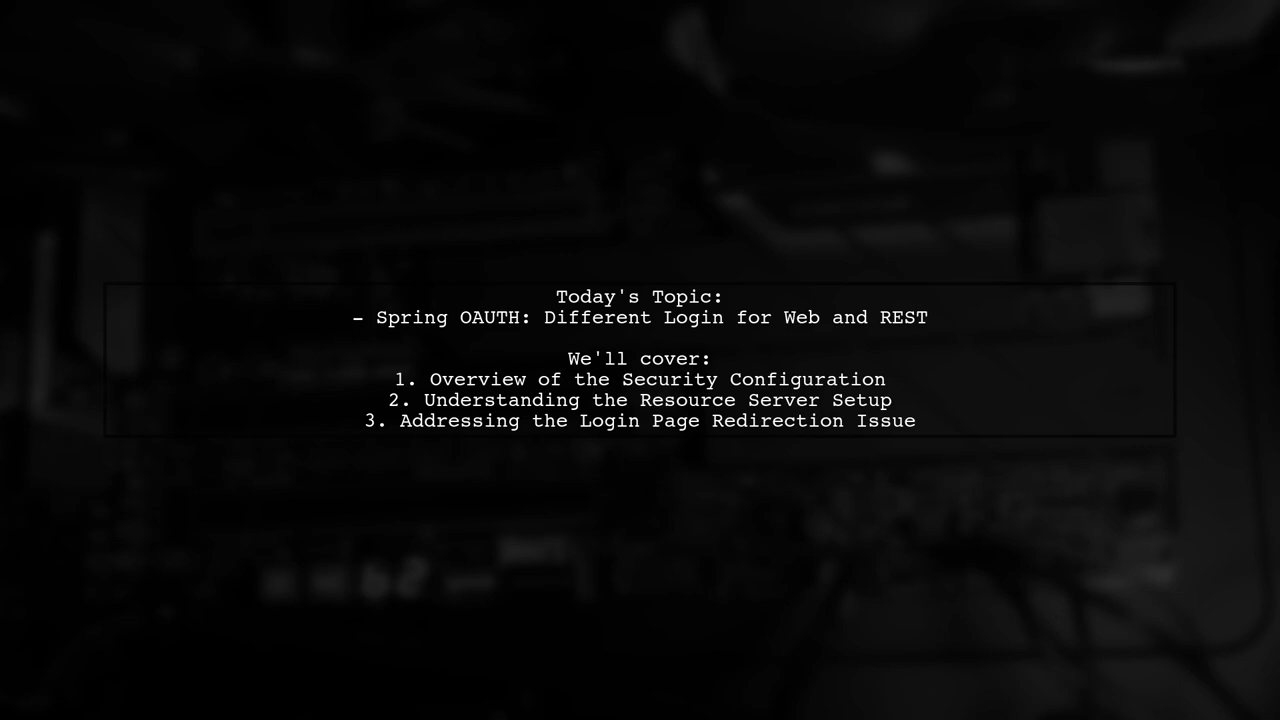 Today's Topic:
– Spring OAUTH: Different Login for Web and REST
We'll cover:
1. Overview of the Security Configuration
2. Understanding the Resource Server Setup
3. Addressing the Login Page Redirection Issue